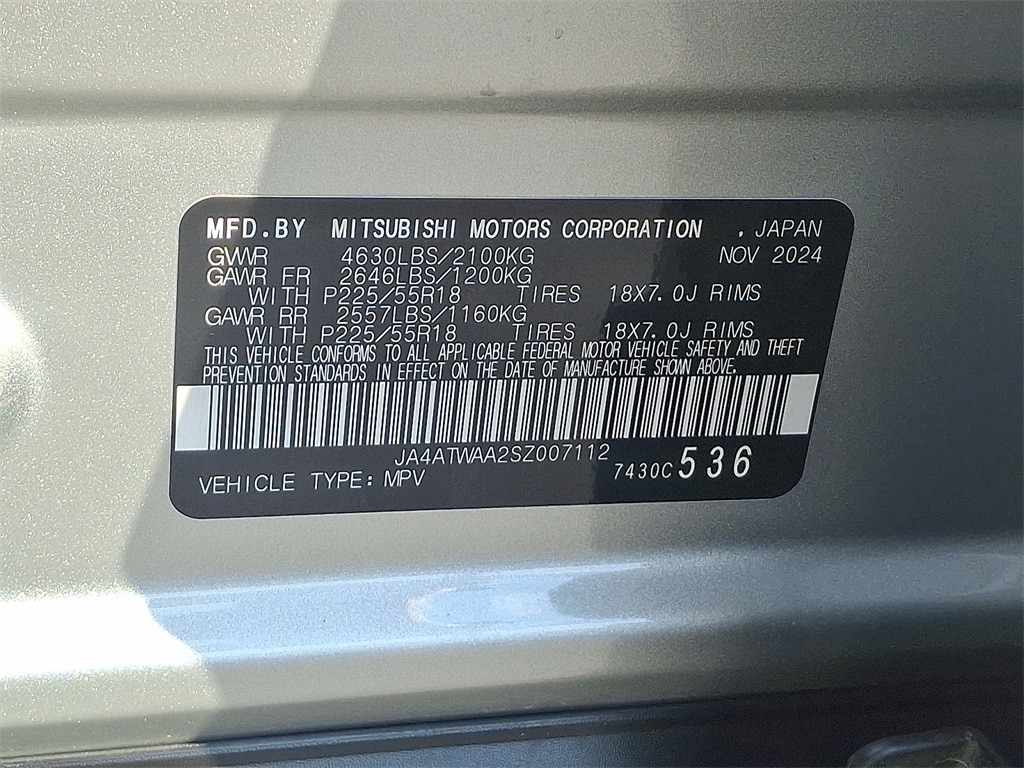 MFD.BY MITSUBISHI MOTORS CORPORATION , JAPAN
GVWR 4630LBS/2100KG NOV 2024
GAWR FR 2646LBS/1200KG
WITH P225/55R18 TIRES 18X7.0J RIMS
GAWR RR 2557LBS/1160KG
WITH P225/55R18 TIRES 18X7.0J RIMS
THIS VEHICLE CONFORMS TO ALL APPLICABLE FEDERAL MOTOR VEHICLE SAFETY AND THEFT
PREVENTION STANDARDS IN EFFECT ON THE DATE OF MANUFACTURE SHOWN ABOVE.
JA4ATWAA2SZ007112
VEHICLE TYPE: MPV 7430C 536